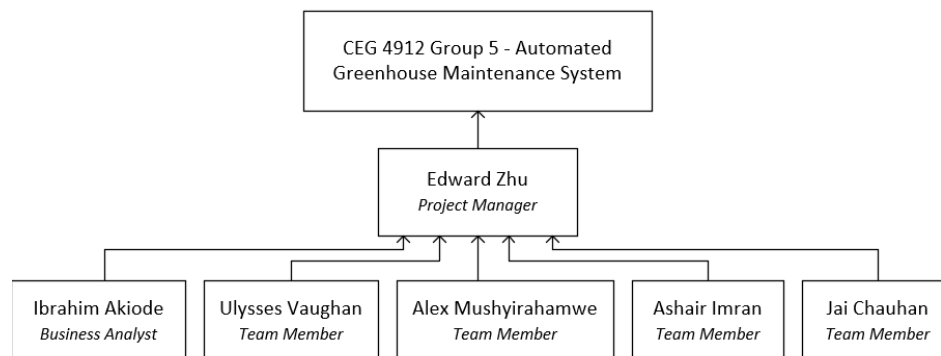 CEG 4912 Group 5 - Automated
Greenhouse Maintenance System
Edward Zhu
Project Manager
Ibrahim Akiode
Business Analyst
Ulysses Vaughan
Team Member
Alex Mushyirahamwe
Team Member
Ashair Imran
Team Member
Jai Chauhan
Team Member